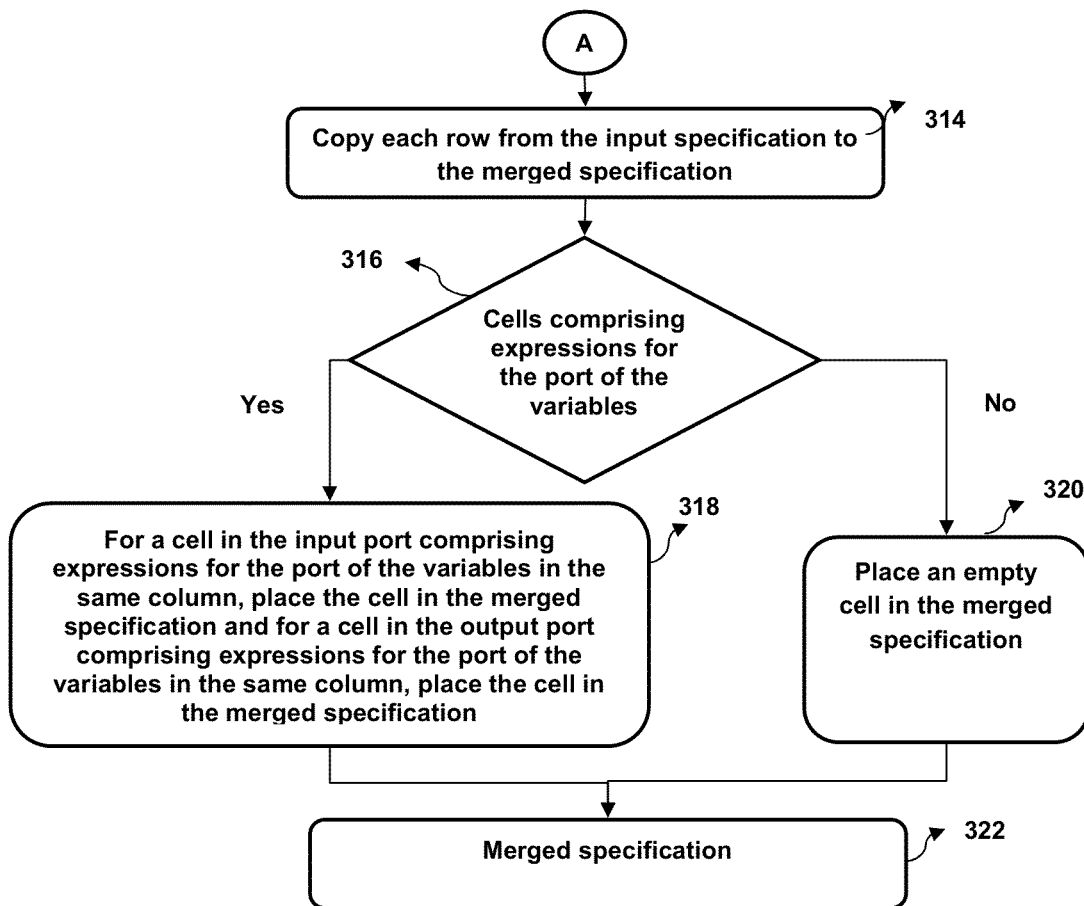 A
314
Copy each row from the input specification to
the merged specification
316
Cells comprising
expressions for
the port of the
variables
Yes
No
318
320
For a cell in the input port comprising
expressions for the port of the variables in the
same column, place the cell in the merged
specification and for a cell in the output port
comprising expressions for the port of the
variables in the same column, place the cell in
the merged specification
Place an empty
cell in the merged
specification
322
Merged specification